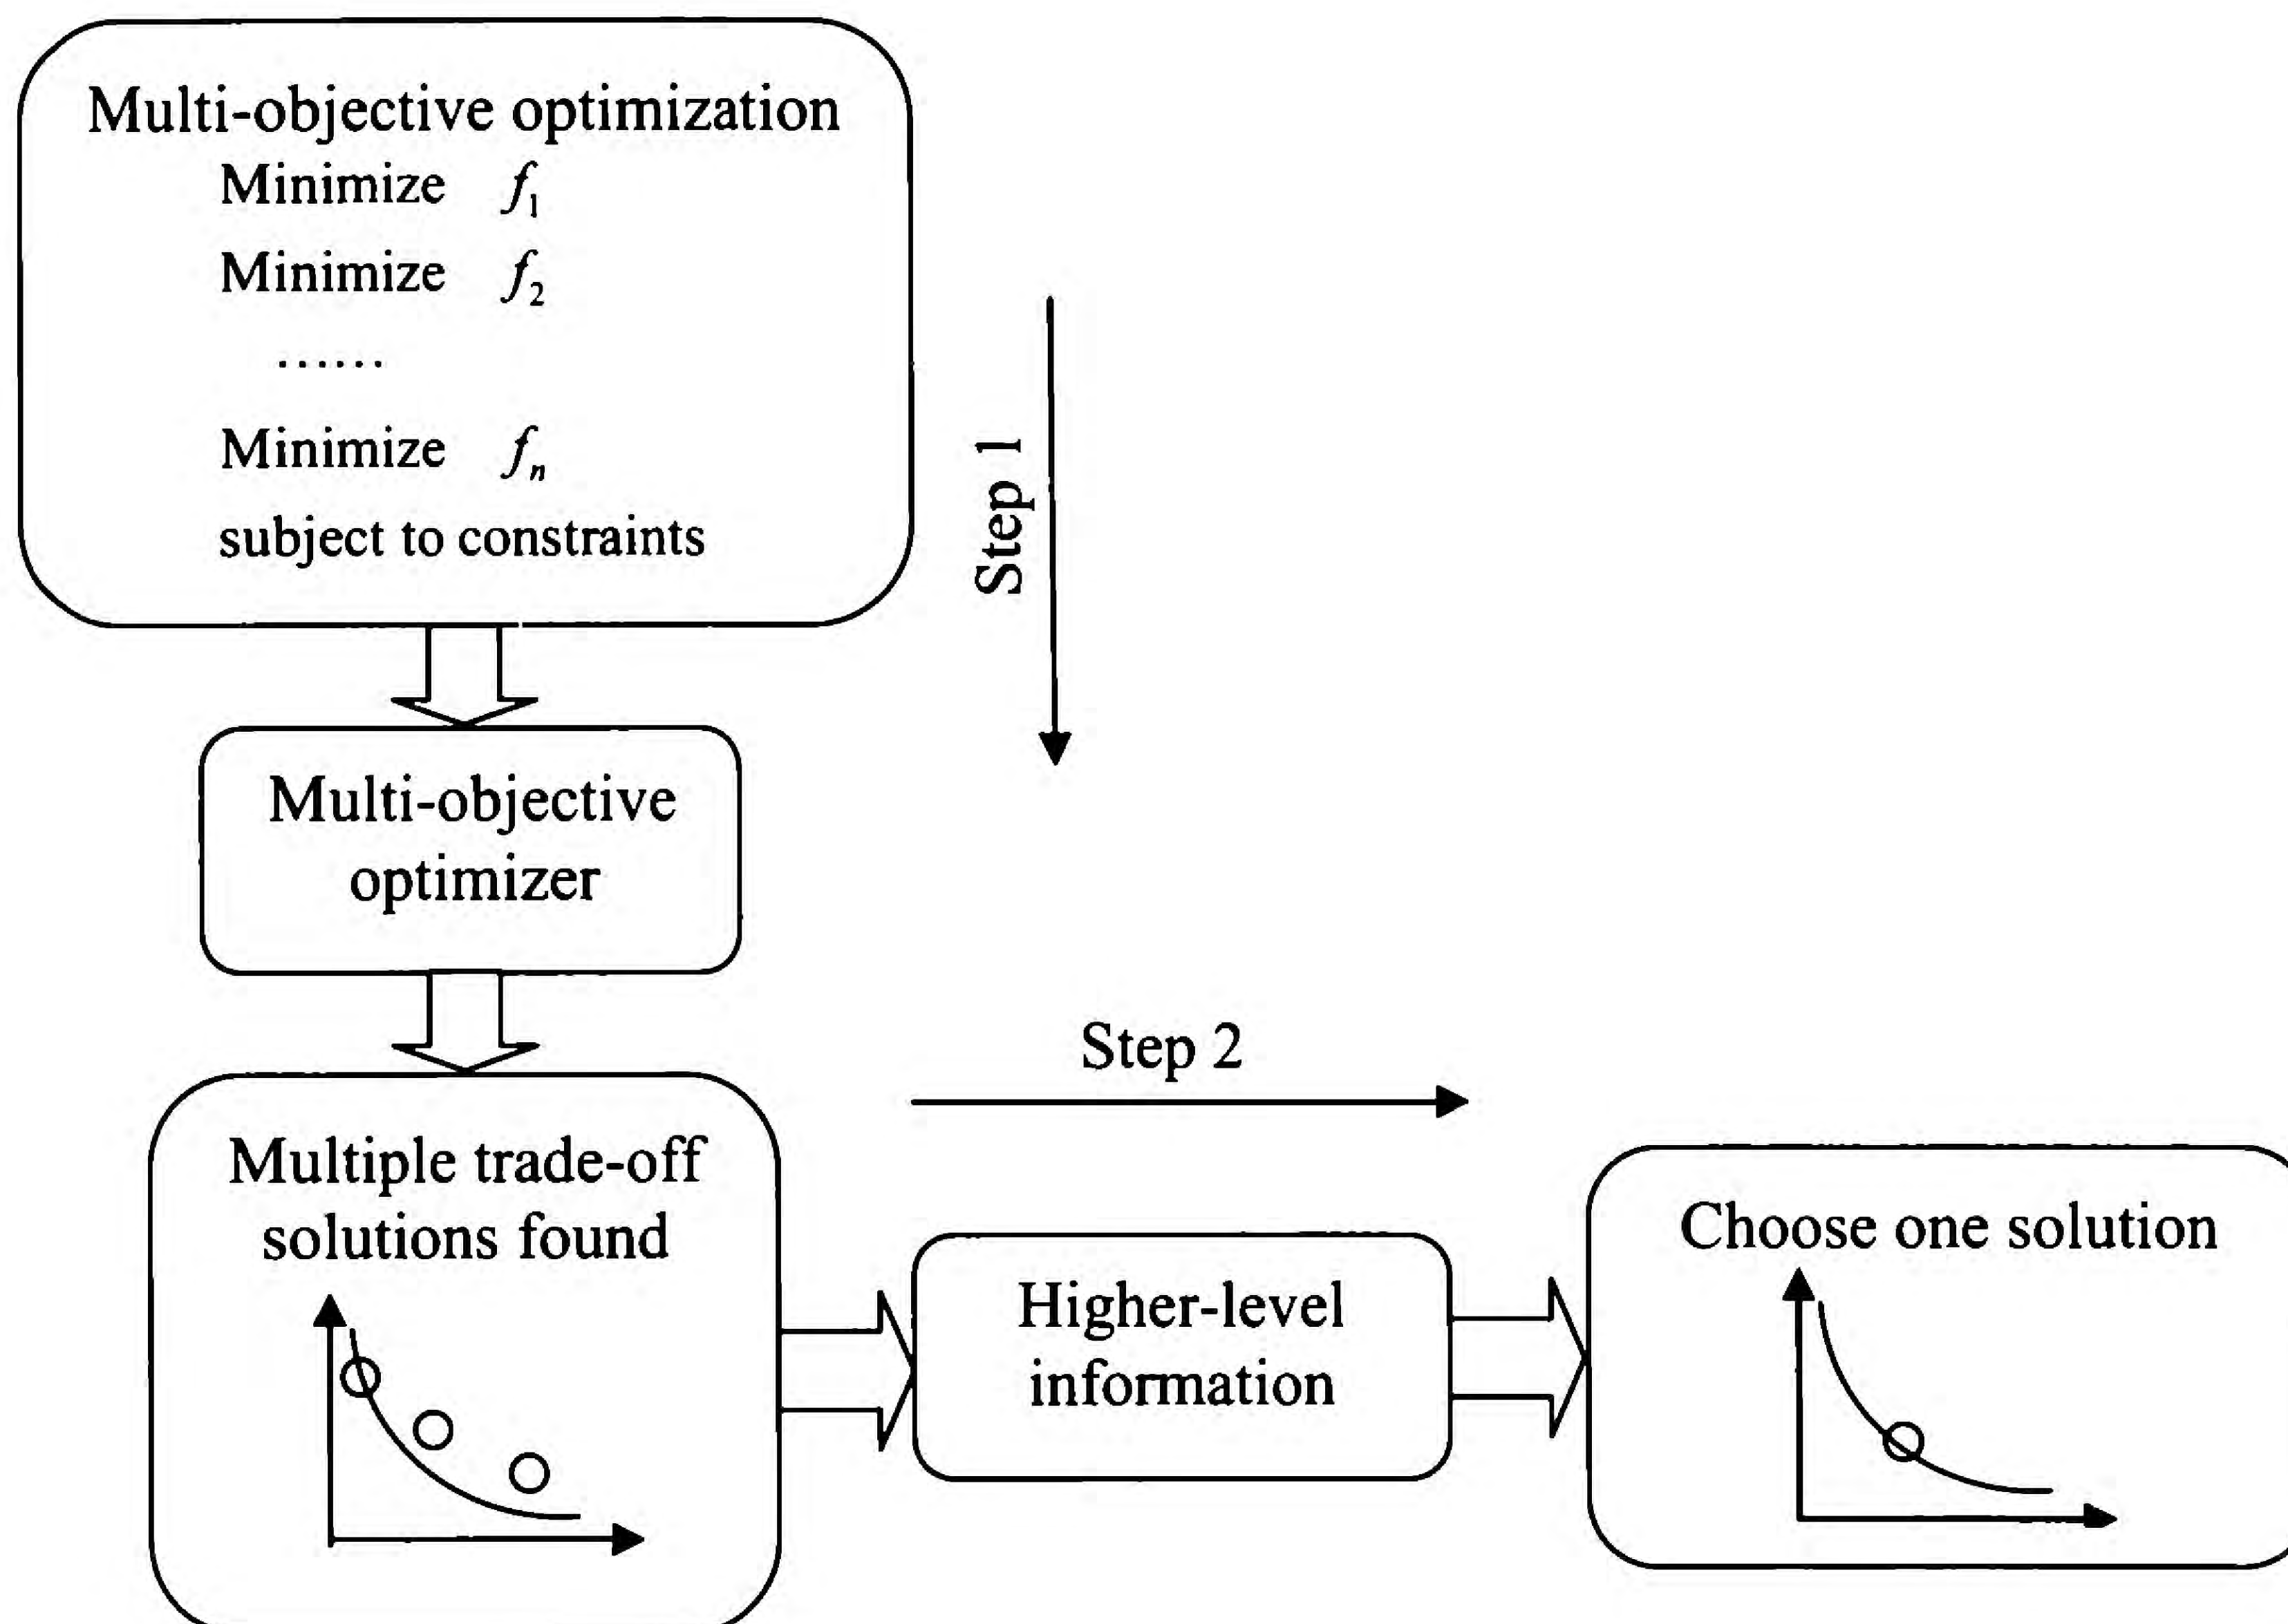 Multi-objective optimization
Minimize f₁
Minimize f₂
......
Minimize fₙ
subject to constraints
Step 1
Multi-objective
optimizer
Step 2
Multiple trade-off
solutions found
Higher-level
information
Choose one solution